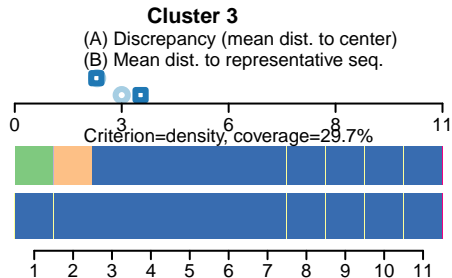 Cluster 3
(A) Discrepancy (mean dist. to center)
(B) Mean dist. to representative seq.
0 3 6 8 11
Criterion=density, coverage=29.7%
1 2 3 4 5 6 7 8 9 10 11